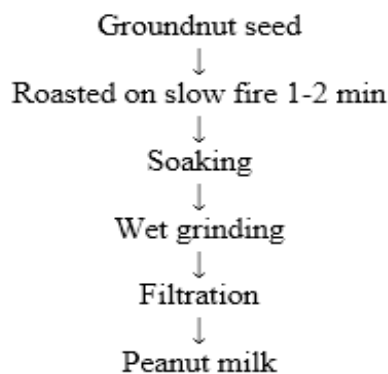 Groundnut seed
↓
Roasted on slow fire 1-2 min
↓
Soaking
↓
Wet grinding
↓
Filtration
↓
Peanut milk